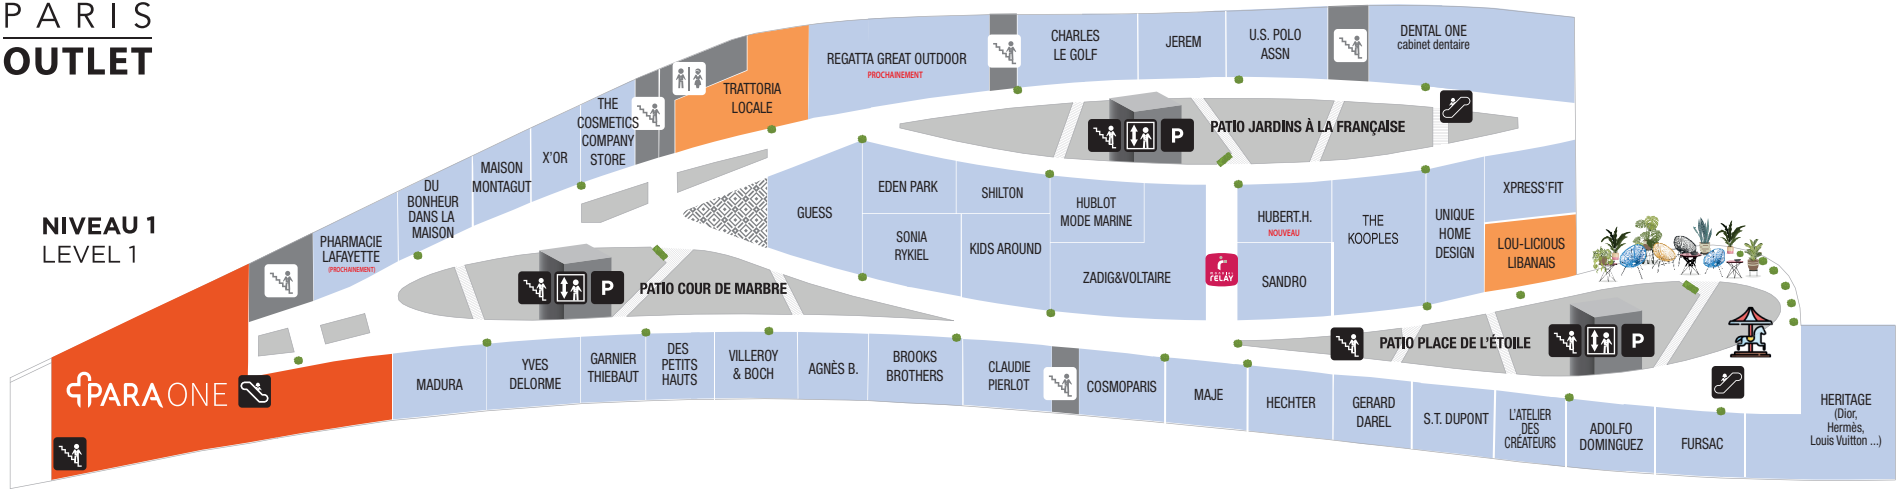 PARIS
OUTLET
NIVEAU 1
LEVEL 1
PHARMACIE
LAFAYETTE
(PROCHAINEMENT)
DU
BONHEUR
DANS LA
MAISON
MAISON
MONTAGUT
X'OR
THE
COSMETICS
COMPANY
STORE
TRATTORIA
LOCALE
REGATTA GREAT OUTDOOR
PROCHAINEMENT
CHARLES
LE GOLF
JEREM
U.S. POLO
ASSN
DENTAL ONE
cabinet dentaire
P
PATIO JARDINS À LA FRANÇAISE
GUESS
EDEN PARK
SHILTON
SONIA
RYKIEL
KIDS AROUND
HUBLOT
MODE MARINE
ZADIG&VOLTAIRE
RELAY
HUBERT.H.
NOUVEAU
SANDRO
THE
KOOPLES
UNIQUE
HOME
DESIGN
XPRESS'FIT
LOU-LICIOUS
LIBANAIS
P
PATIO COUR DE MARBRE
PATIO PLACE DE L'ÉTOILE
P
PARAONE
MADURA
YVES
DELORME
GARNIER
THIEBAUT
DES
PETITS
HAUTS
VILLEROY
& BOCH
AGNÈS B.
BROOKS
BROTHERS
CLAUDIE
PIERLOT
COSMOPARIS
MAJE
HECHTER
GERARD
DAREL
S.T. DUPONT
L'ATELIER
DES
CRÉATEURS
ADOLFO
DOMINGUEZ
FURSAC
HERITAGE
(Dior,
Hermès,
Louis Vuitton ...)